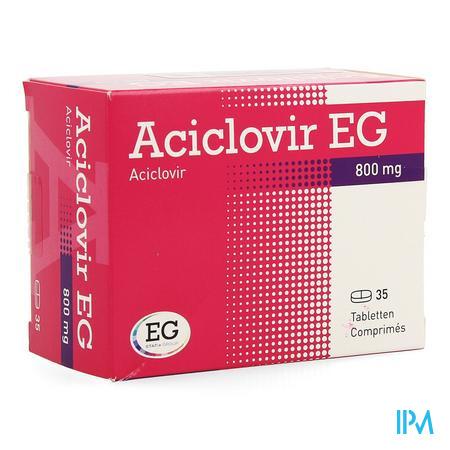 Aciclovir EG
Aciclovir
800 mg
35
Tabletten
Comprimés
EG
STADA GROUP
Aciclovir EG
Aciclovir
800 mg
35
IPM